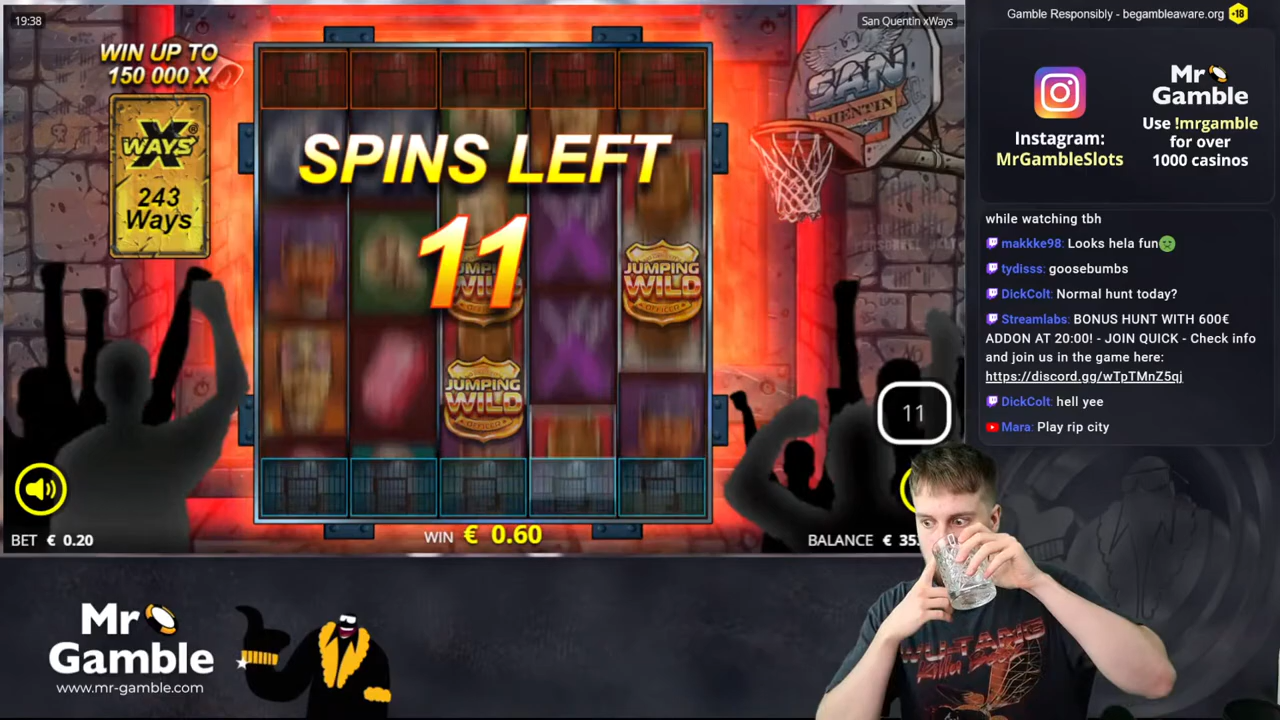 19:38
San Quentin xWays
WIN UP TO
150 000 X
X
WAYS®
243
Ways
SAN
QUENTIN
SPINS LEFT
11
JUMPING
WILD
OFFICER
JUMPING
WILD
OFFICER
JUMPING
WILD
OFFICER
11
BET € 0.20
WIN € 0.60
BALANCE € 35
Mr
Gamble
www.mr-gamble.com
Gamble Responsibly - begambleaware.org +18
Instagram:
MrGambleSlots
Mr
Gamble
Use !mrgamble
for over
1000 casinos
while watching tbh
makkke98: Looks hela fun
tydisss: goosebumps
DickColt: Normal hunt today?
Streamlabs: BONUS HUNT WITH 600€
ADDON AT 20:00! - JOIN QUICK - Check info
and join us in the game here:
https://discord.gg/wTpTMnZ5qj
DickColt: hell yee
Mara: Play rip city
WU-TANG